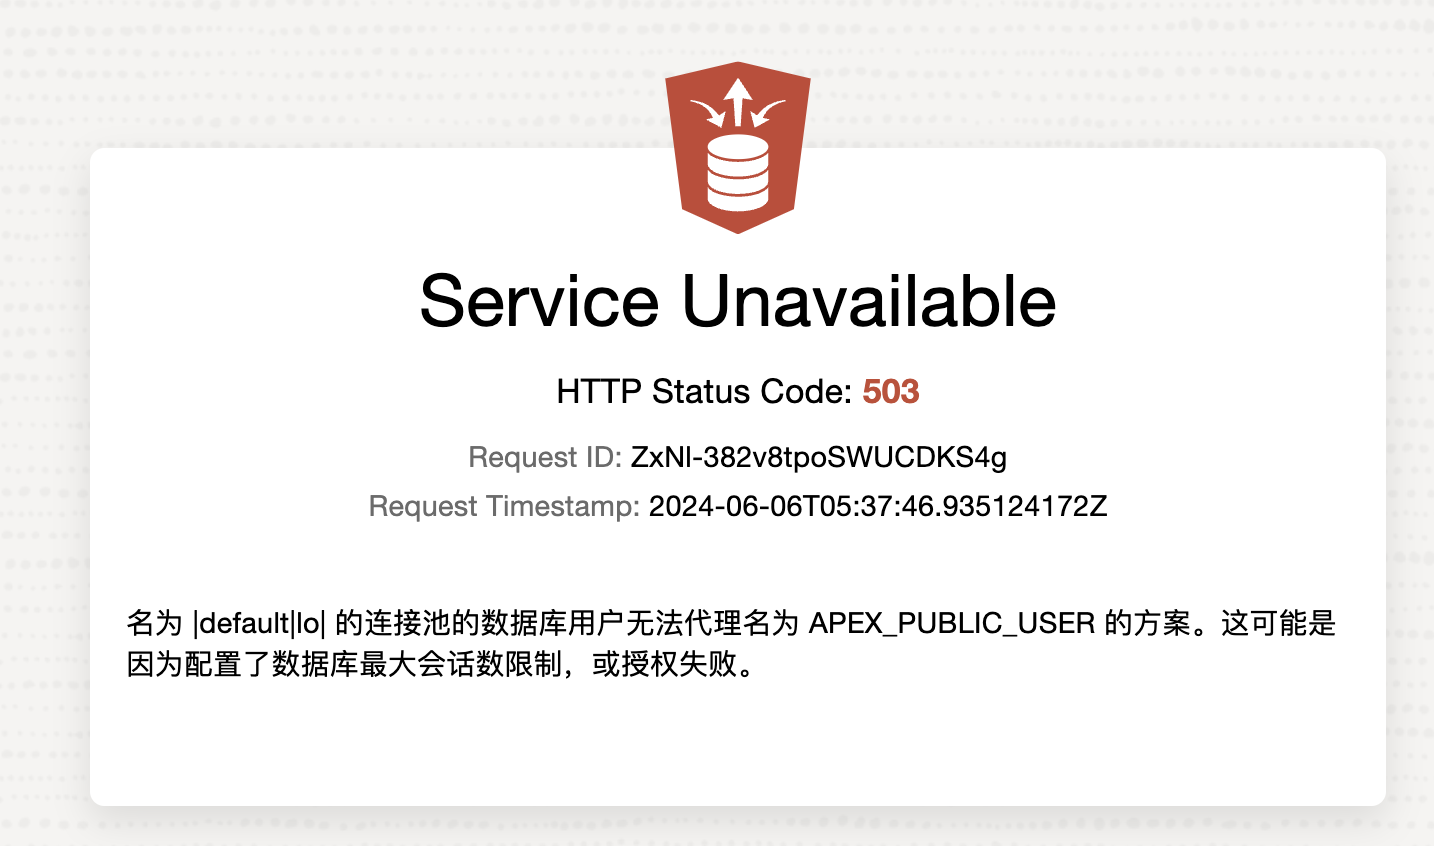 Service Unavailable
HTTP Status Code: 503
Request ID: ZxNl-382v8tpoSWUCDKS4g
Request Timestamp: 2024-06-06T05:37:46.935124172Z
名为 |default|lo| 的连接池的数据库用户无法代理名为 APEX_PUBLIC_USER 的方案。这可能是
因为配置了数据库最大会话数限制，或授权失败。